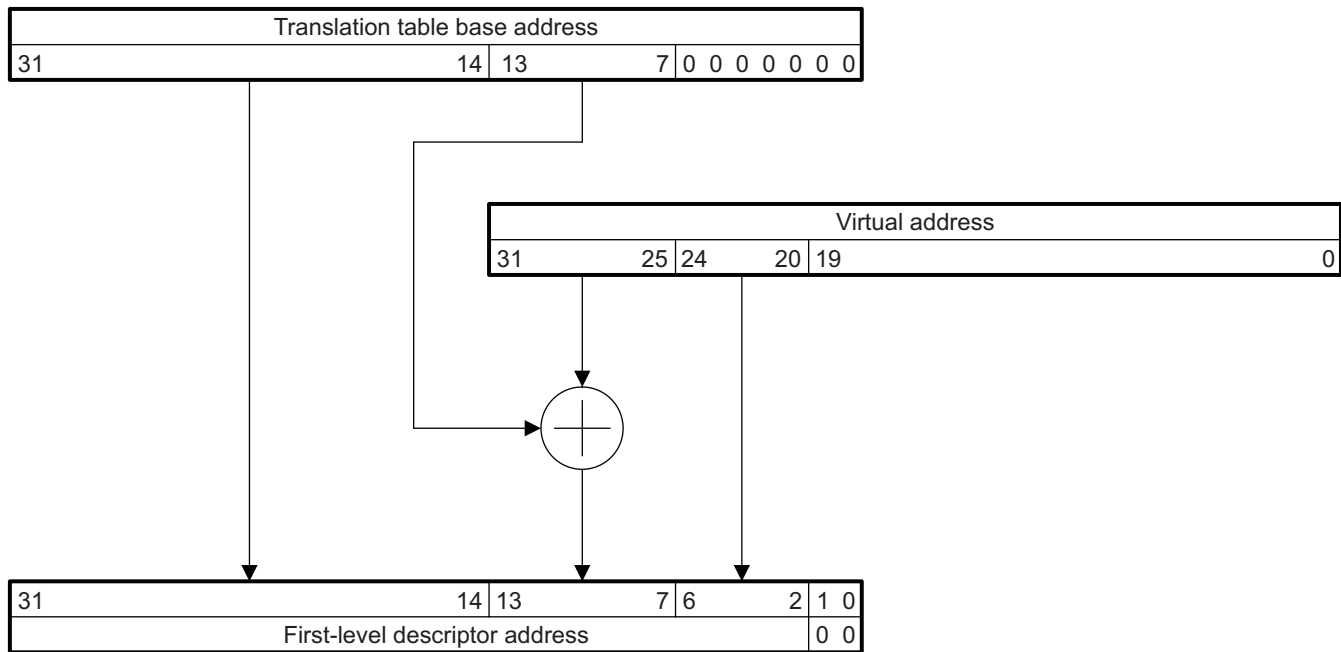 Translation table base address
31 14 13 7 0 0 0 0 0 0 0
Virtual address
31 25 24 20 19 0
31 14 13 7 6 2 1 0
First-level descriptor address 0 0